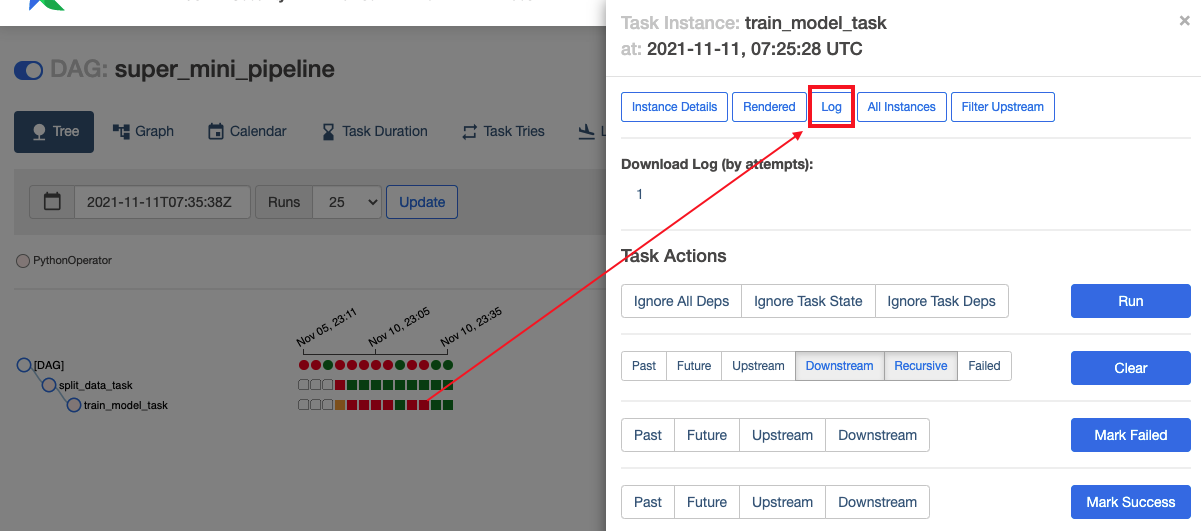 Task Instance: train_model_task
at: 2021-11-11, 07:25:28 UTC
×
DAG: super_mini_pipeline
Instance Details Rendered Log All Instances Filter Upstream
Tree Graph Calendar Task Duration Task Tries L
Download Log (by attempts):
1
2021-11-11T07:35:38Z Runs 25 Update
PythonOperator
Task Actions
Ignore All Deps Ignore Task State Ignore Task Deps Run
Nov 05, 23:11 Nov 10, 23:05 Nov 10, 23:35
[DAG]
split_data_task
train_model_task
Past Future Upstream Downstream Recursive Failed Clear
Past Future Upstream Downstream Mark Failed
Past Future Upstream Downstream Mark Success